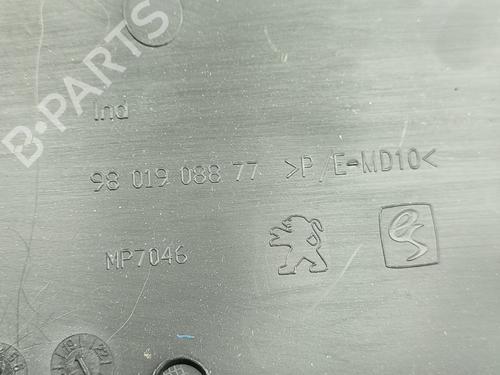 B-PARTS
Ind
98 019 088 77 >P/E-MD10<
MP7046